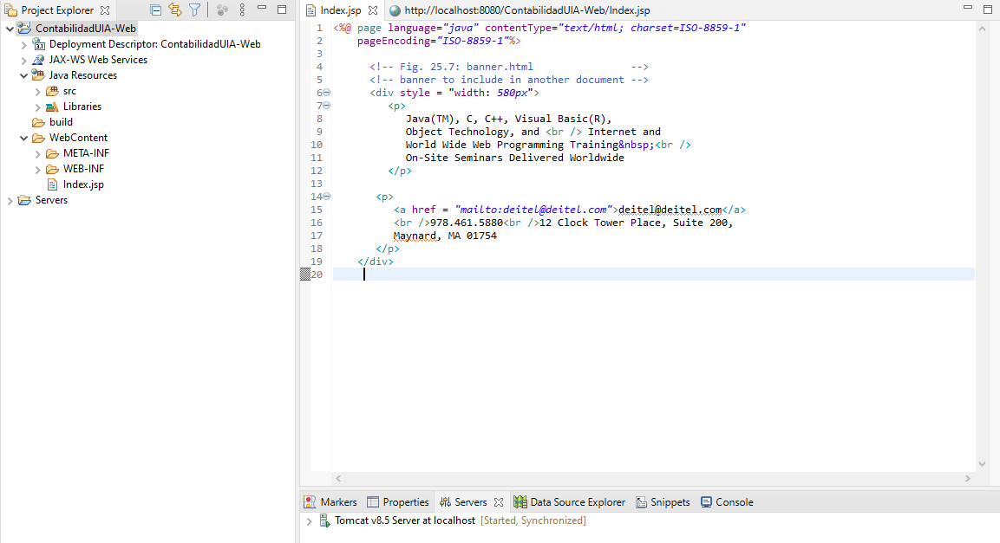 Project Explorer
ContabilidadUIA-Web
Deployment Descriptor: ContabilidadUIA-Web
JAX-WS Web Services
Java Resources
src
Libraries
build
WebContent
META-INF
WEB-INF
Index.jsp
Servers
Index.jsp
http://localhost:8080/ContabilidadUIA-Web/Index.jsp
1 <%@ page language="java" contentType="text/html; charset=ISO-8859-1"
2 pageEncoding="ISO-8859-1"%>
3
4 <!-- Fig. 25.7: banner.html -->
5 <!-- banner to include in another document -->
6 <div style = "width: 580px">
7 <p>
8 Java(TM), C, C++, Visual Basic(R),
9 Object Technology, and <br /> Internet and
10 World Wide Web Programming Training&nbsp;<br />
11 On-Site Seminars Delivered Worldwide
12 </p>
13
14 <p>
15 <a href = "mailto:deitel@deitel.com">deitel@deitel.com</a>
16 <br />978.461.5880<br />12 Clock Tower Place, Suite 200,
17 Maynard, MA 01754
18 </p>
19 </div>
20
Markers
Properties
Servers
Data Source Explorer
Snippets
Console
Tomcat v8.5 Server at localhost [Started, Synchronized]